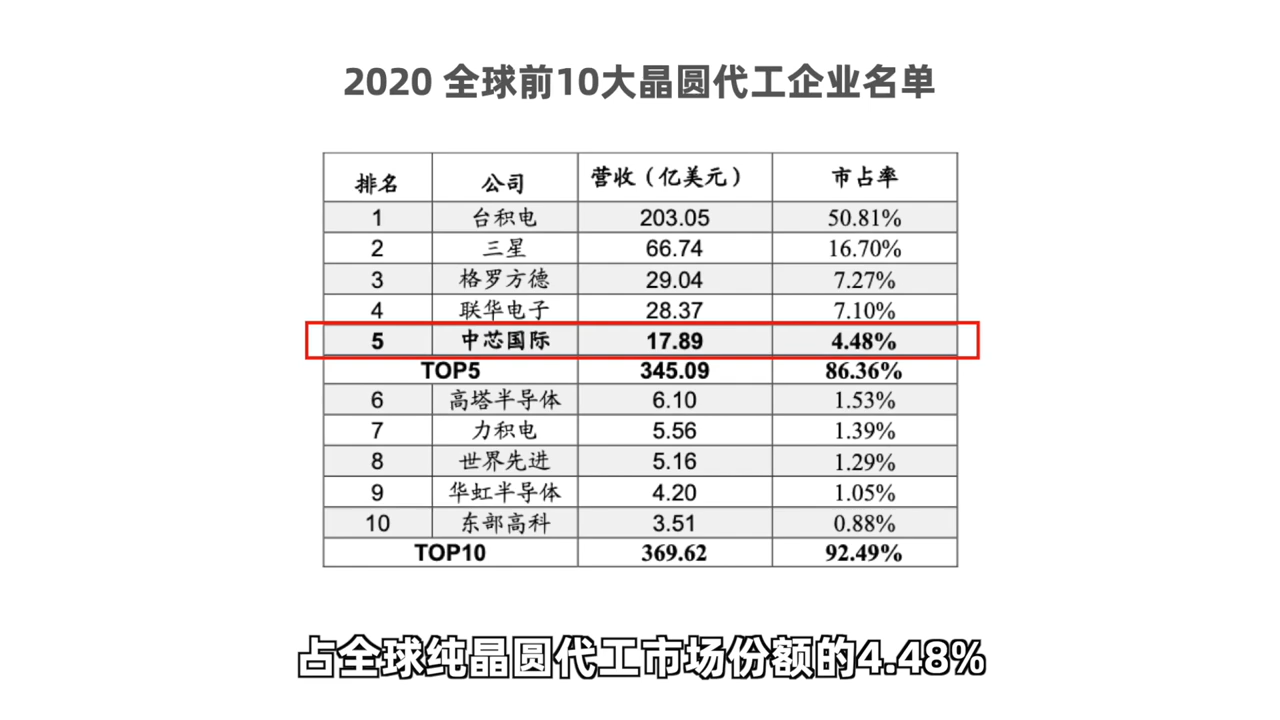 2020 全球前10大晶圆代工企业名单
排名 公司 营收（亿美元） 市占率
1 台积电 203.05 50.81%
2 三星 66.74 16.70%
3 格罗方德 29.04 7.27%
4 联华电子 28.37 7.10%
5 中芯国际 17.89 4.48%
TOP5 345.09 86.36%
6 高塔半导体 6.10 1.53%
7 力积电 5.56 1.39%
8 世界先进 5.16 1.29%
9 华虹半导体 4.20 1.05%
10 东部高科 3.51 0.88%
TOP10 369.62 92.49%
占全球纯晶圆代工市场份额的4.48%